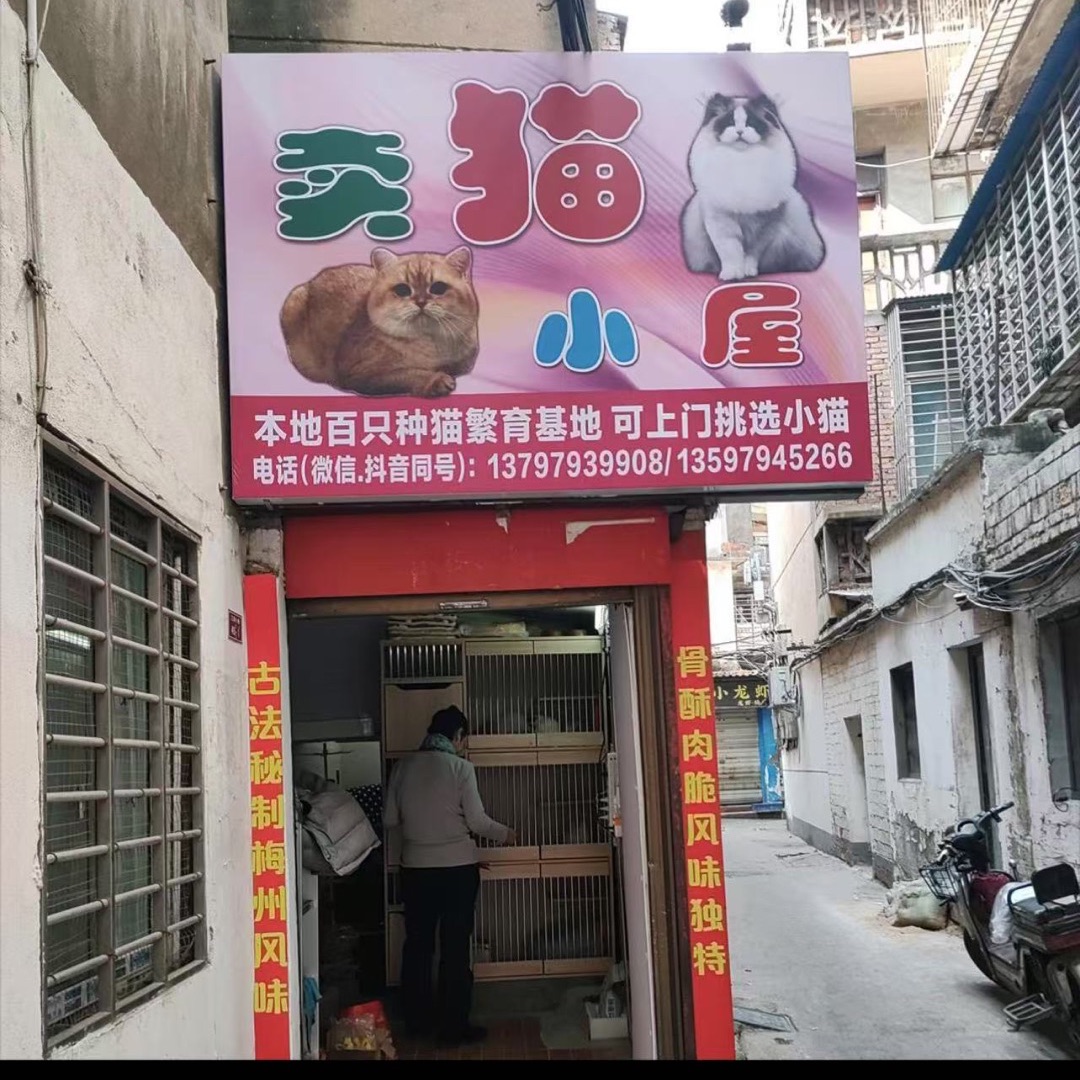 卖猫
小屋
本地百只种猫繁育基地 可上门挑选小猫
电话(微信.抖音同号): 13797939908/13597945266
古法秘制梅州风味
骨酥肉脆风味独特
小龙虾